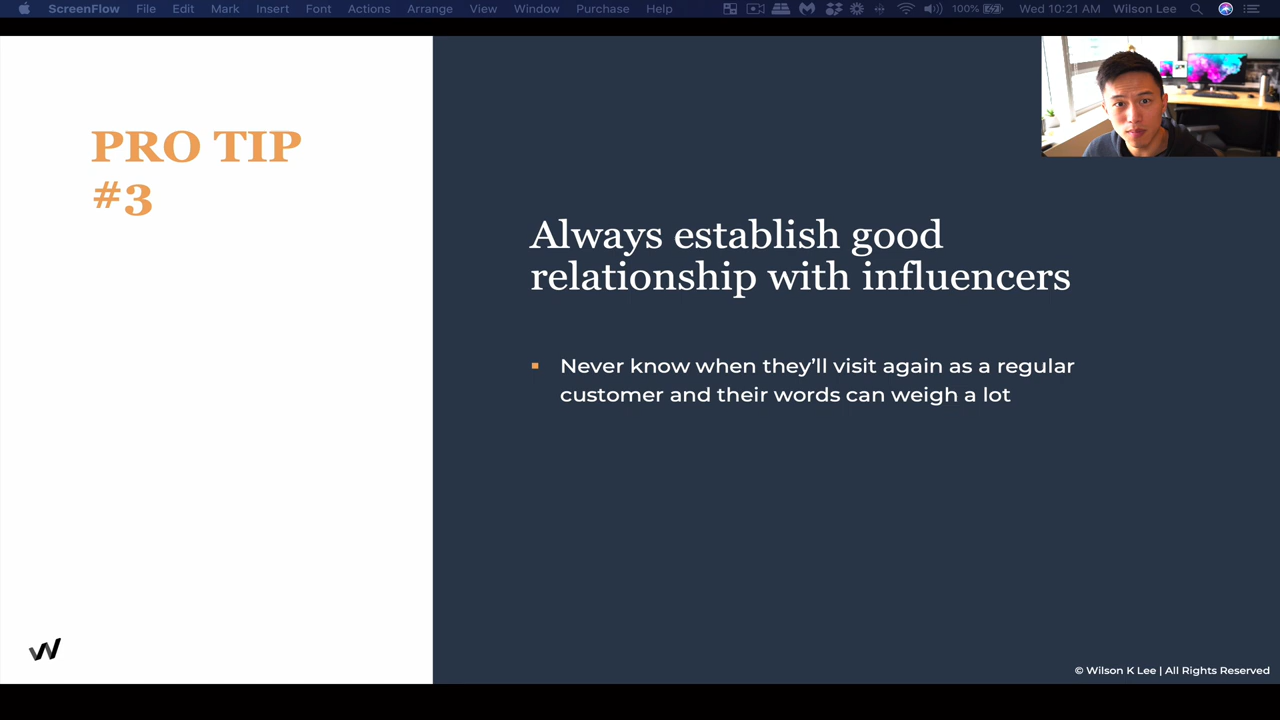 ScreenFlow File Edit Mark Insert Font Actions Arrange View Window Purchase Help 100% Wed 10:21 AM Wilson Lee
PRO TIP
#3
Always establish good
relationship with influencers
Never know when they’ll visit again as a regular
customer and their words can weigh a lot
W
© Wilson K Lee | All Rights Reserved